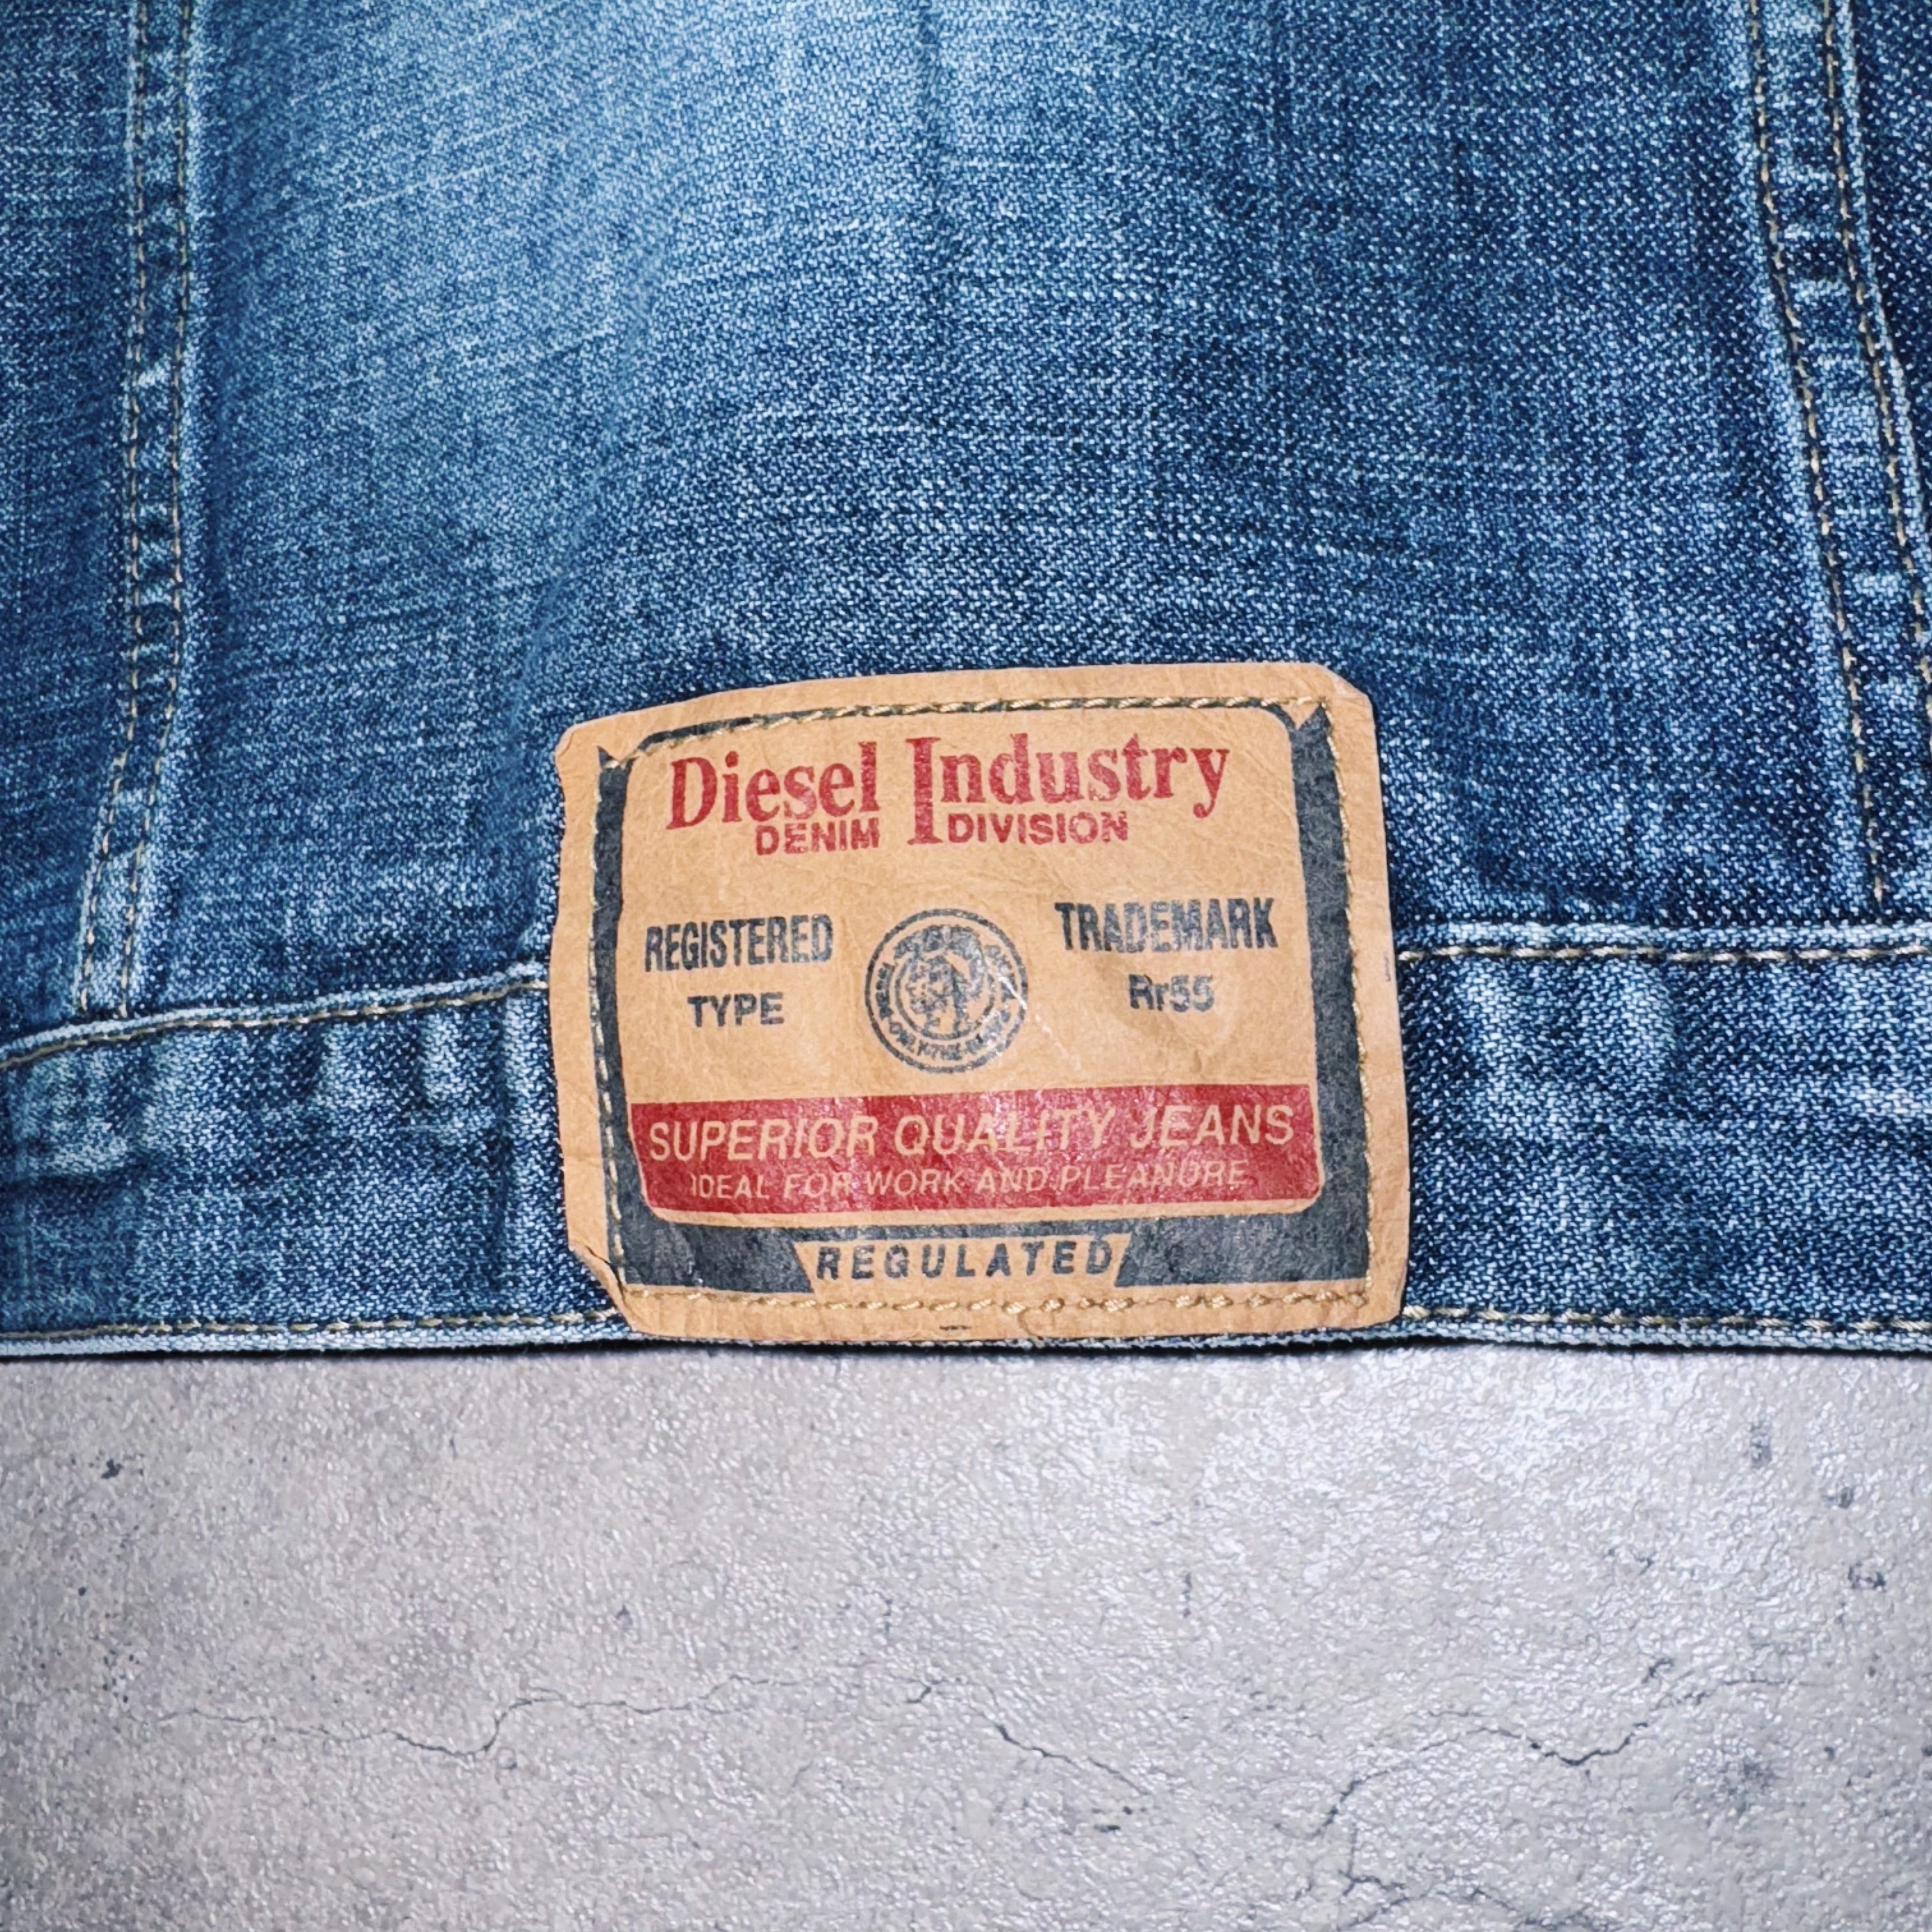 Diesel Industry
DENIM DIVISION
REGISTERED TRADEMARK
TYPE Rr55
SUPERIOR QUALITY JEANS
IDEAL FOR WORK AND PLEANURE
REGULATED